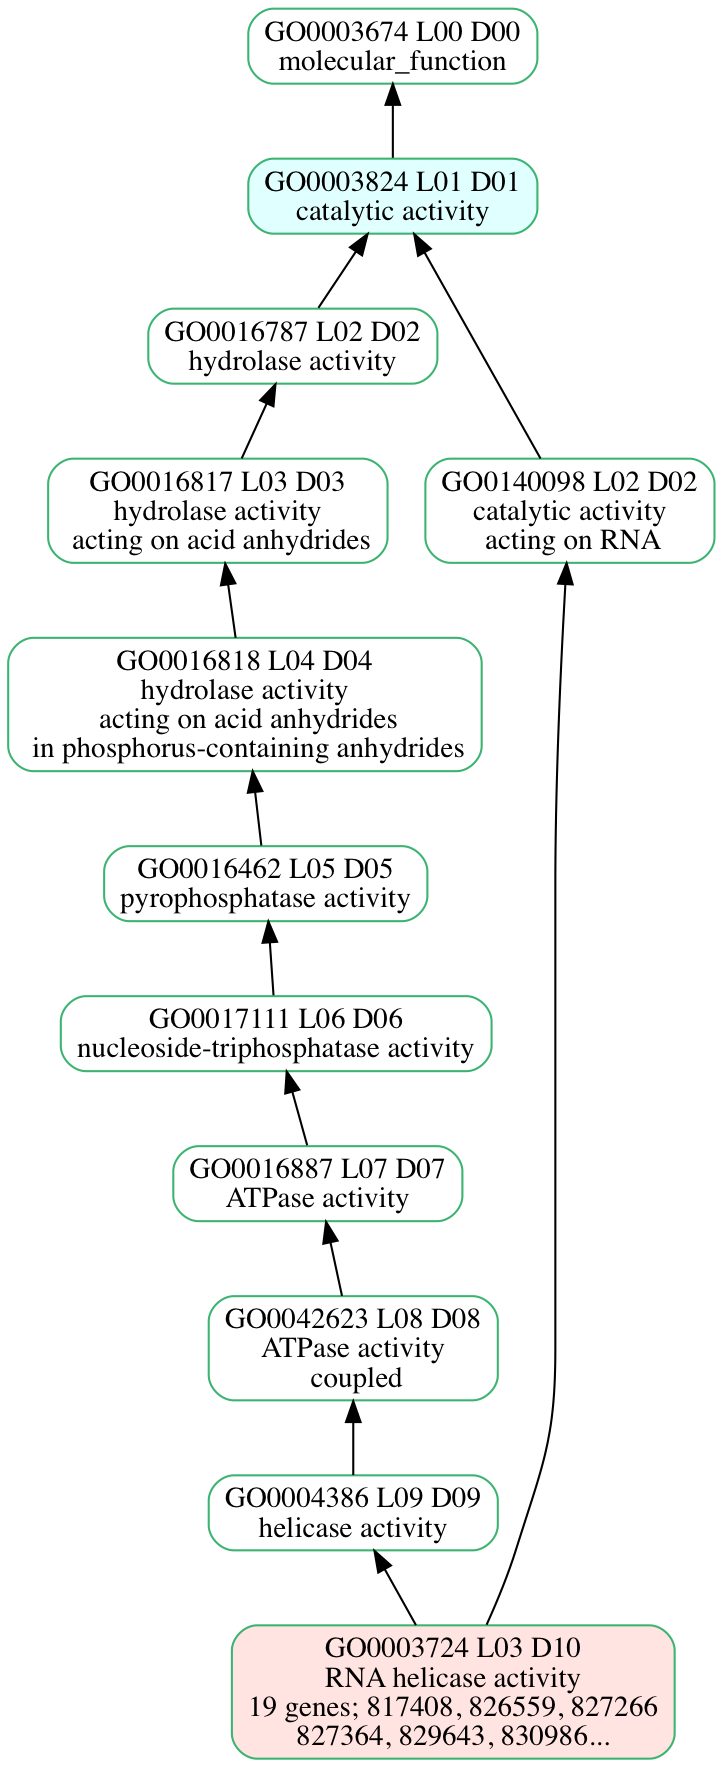 GO0003674 L00 D00
molecular_function
GO0003824 L01 D01
catalytic activity
GO0016787 L02 D02
hydrolase activity
GO0016817 L03 D03
hydrolase activity
acting on acid anhydrides
GO0140098 L02 D02
catalytic activity
acting on RNA
GO0016818 L04 D04
hydrolase activity
acting on acid anhydrides
in phosphorus-containing anhydrides
GO0016462 L05 D05
pyrophosphatase activity
GO0017111 L06 D06
nucleoside-triphosphatase activity
GO0016887 L07 D07
ATPase activity
GO0042623 L08 D08
ATPase activity
coupled
GO0004386 L09 D09
helicase activity
GO0003724 L03 D10
RNA helicase activity
19 genes; 817408, 826559, 827266
827364, 829643, 830986...